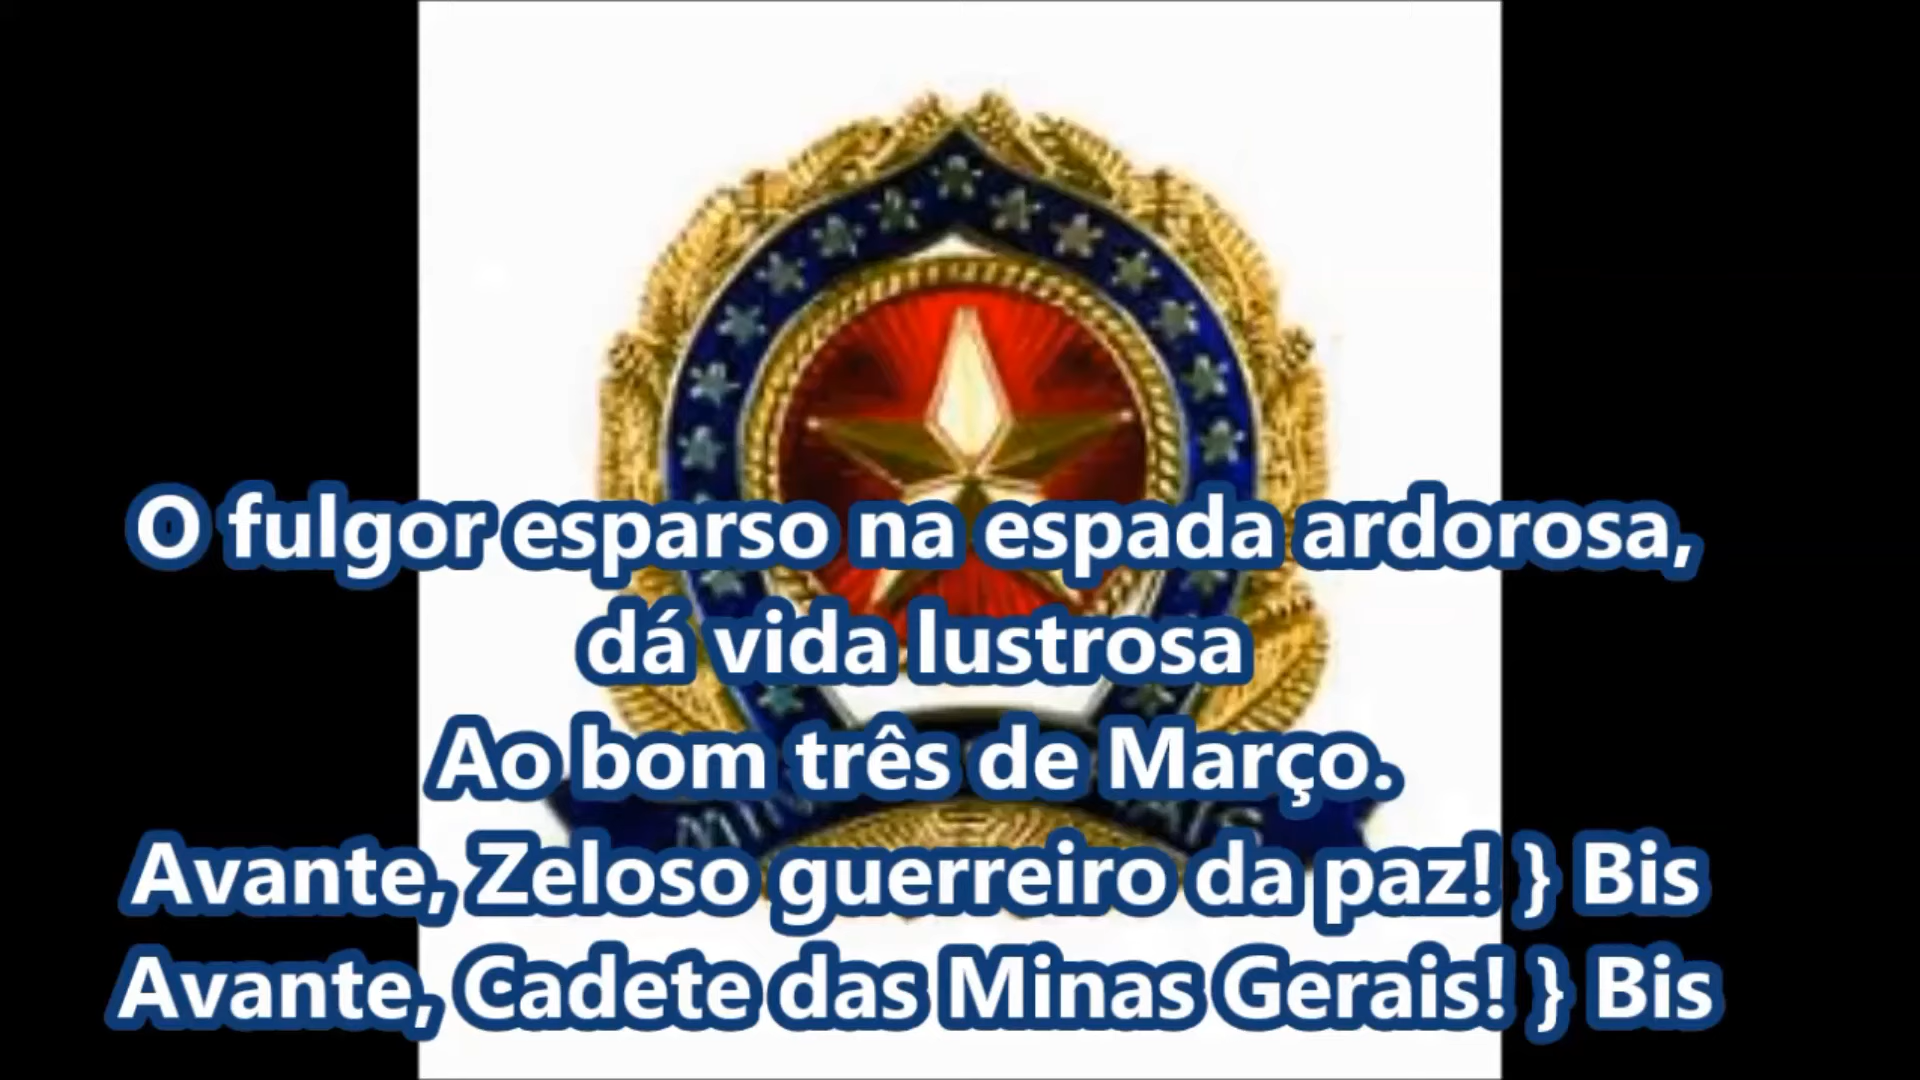 O fulgor esparso na espada ardorosa,
dá vida lustrosa
Ao bom três de Março.
Avante, Zeloso guerreiro da paz! } Bis
Avante, Cadete das Minas Gerais! } Bis